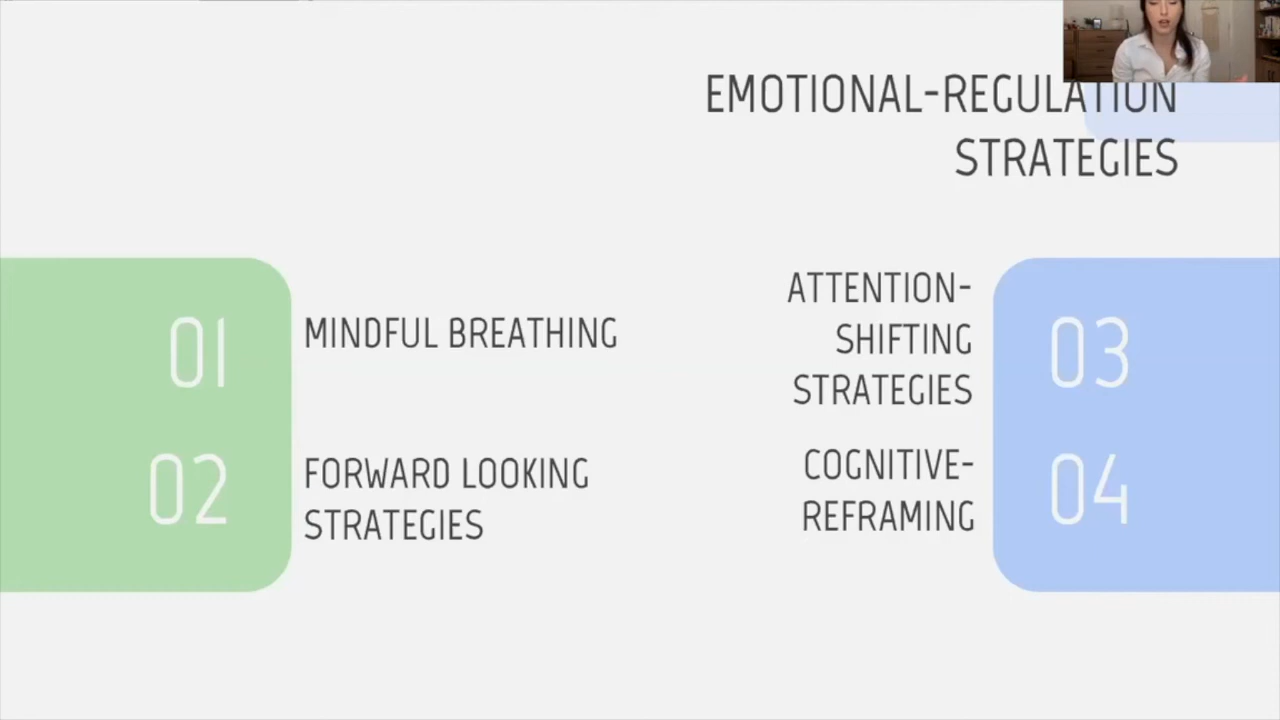 EMOTIONAL-REGULATION
STRATEGIES
01
MINDFUL BREATHING
02
FORWARD LOOKING
STRATEGIES
ATTENTION-
SHIFTING
STRATEGIES
03
COGNITIVE-
REFRAMING
04